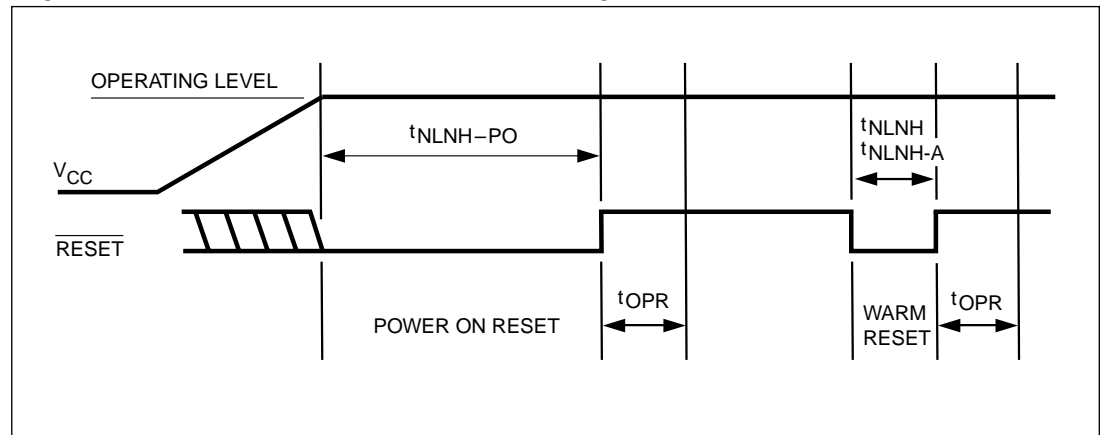 OPERATING LEVEL
tNLNH–PO
tNLNH
tNLNH-A
VCC
RESET
tOPR
tOPR
POWER ON RESET
WARM
RESET